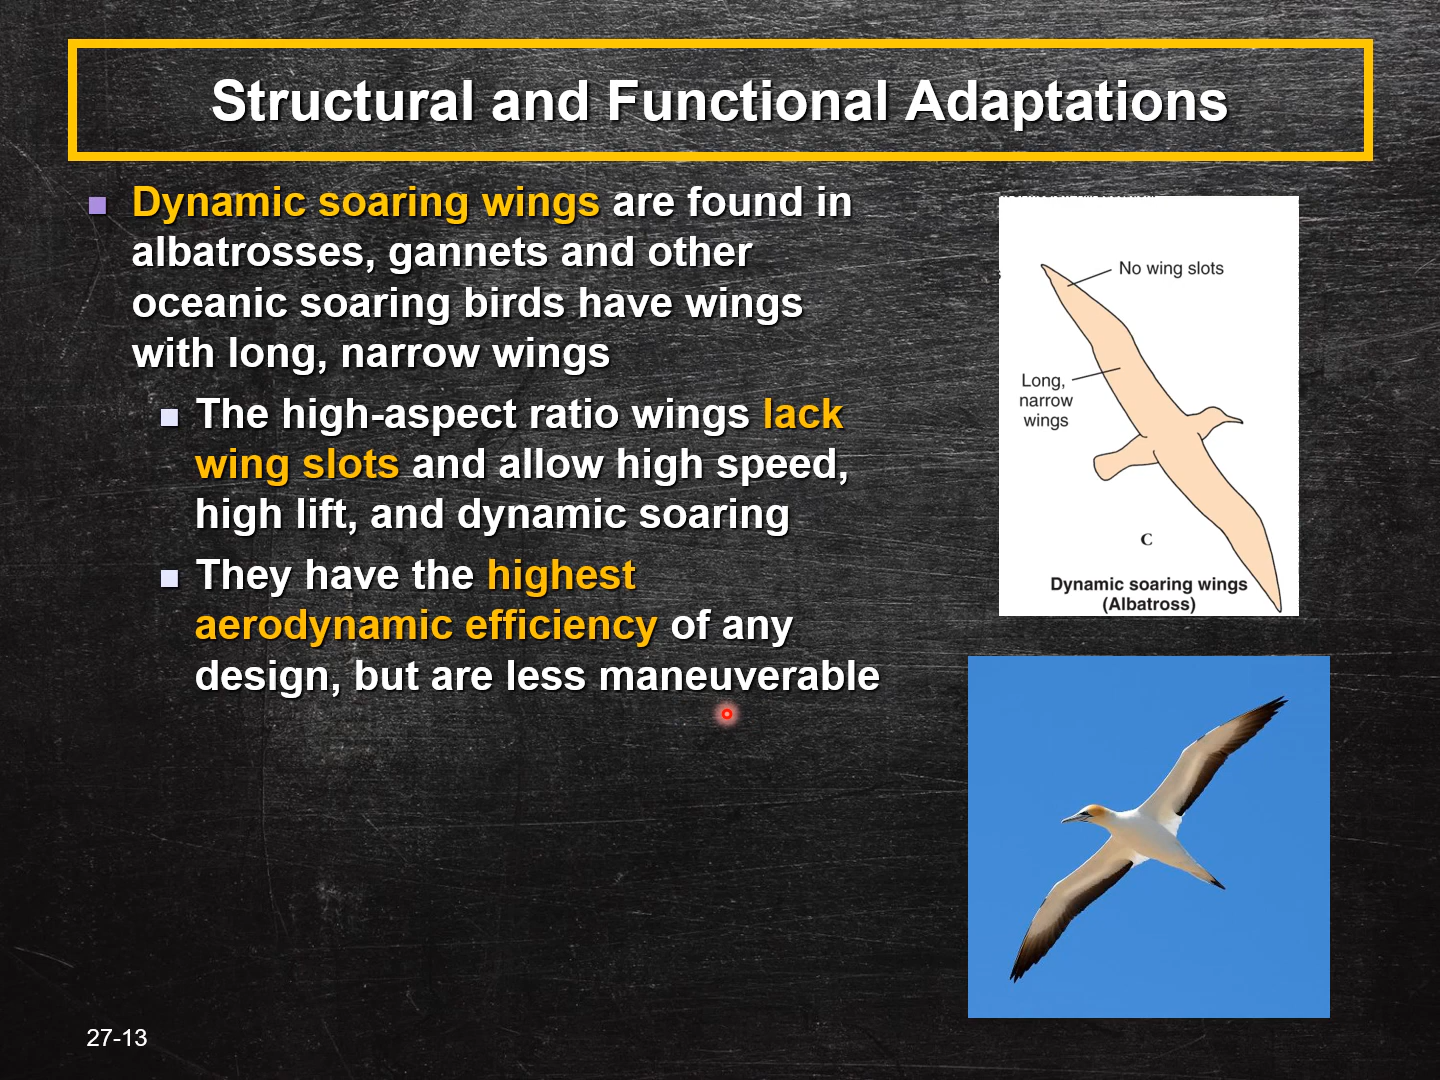 Structural and Functional Adaptations
Dynamic soaring wings are found in
albatrosses, gannets and other
oceanic soaring birds have wings
with long, narrow wings
The high-aspect ratio wings lack
wing slots and allow high speed,
high lift, and dynamic soaring
They have the highest
aerodynamic efficiency of any
design, but are less maneuverable
No wing slots
Long,
narrow
wings
C
Dynamic soaring wings
(Albatross)
27-13